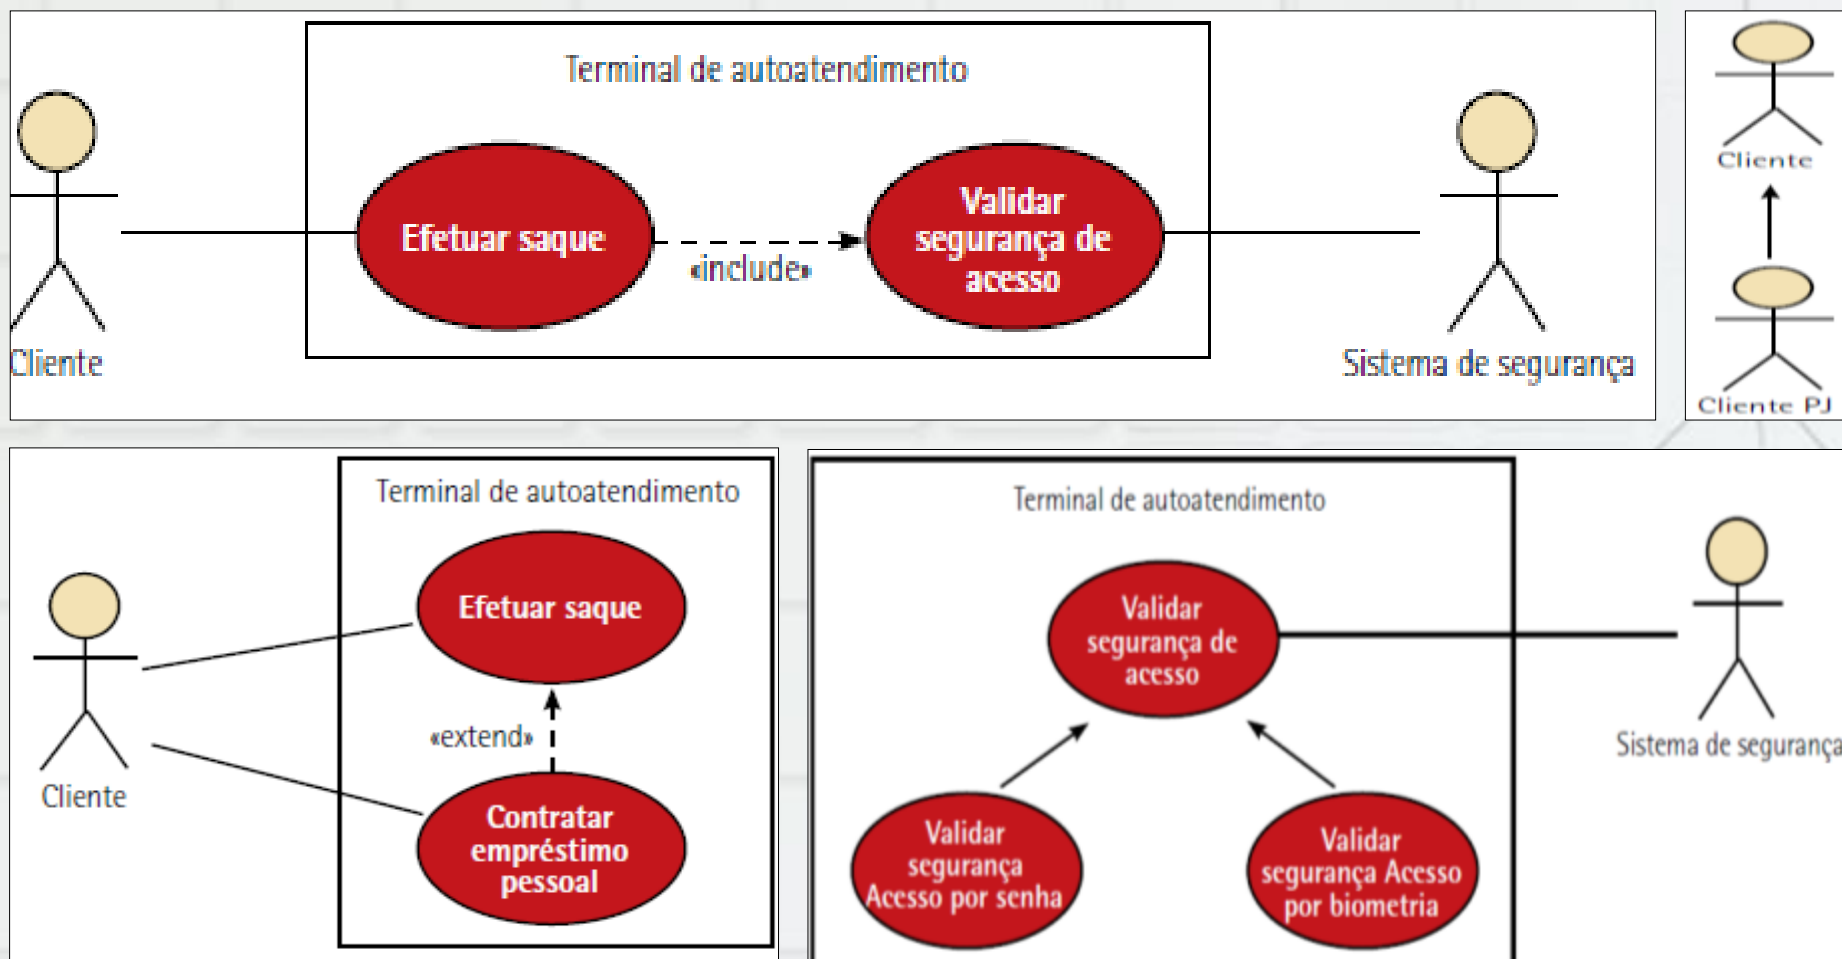 Terminal de autoatendimento
Efetuar saque
«include»
Validar
segurança de
acesso
Cliente
Sistema de segurança
Cliente
Cliente PJ
Terminal de autoatendimento
Efetuar saque
«extend»
Contratar
empréstimo
pessoal
Cliente
Terminal de autoatendimento
Validar
segurança de
acesso
Sistema de segurança
Validar
segurança
Acesso por senha
Validar
segurança Acesso
por biometria